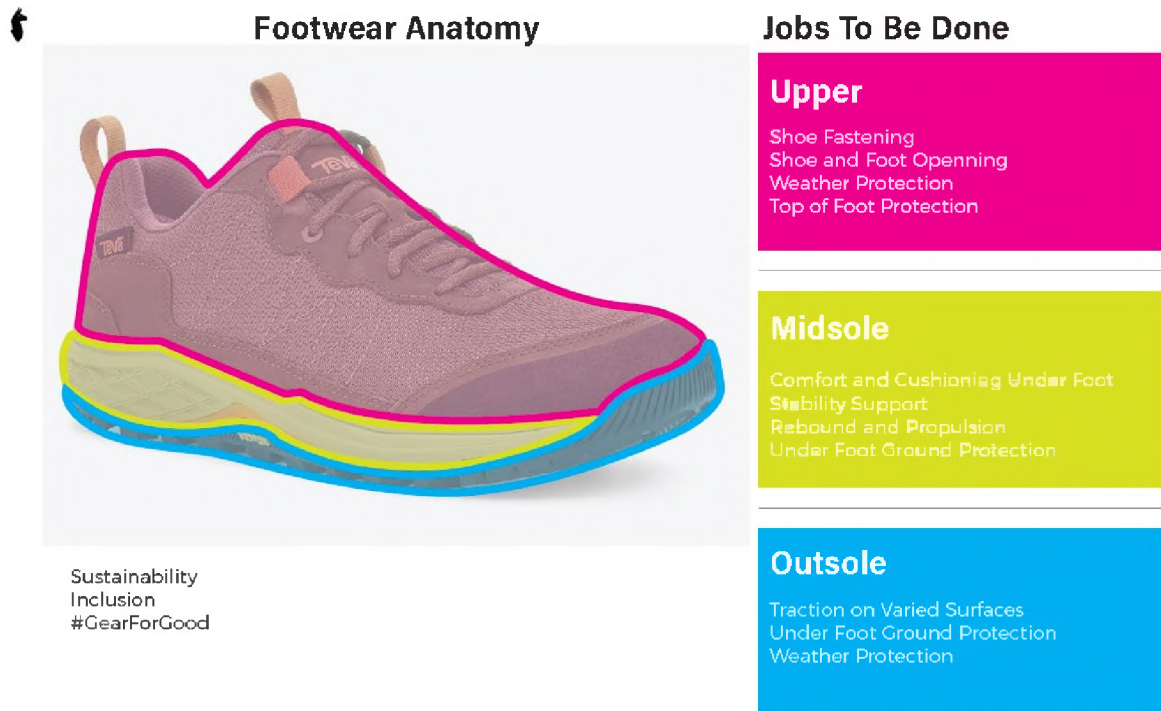 Footwear Anatomy
Jobs To Be Done
TEVA
TEVA
Upper
Shoe Fastening
Shoe and Foot Openning
Weather Protection
Top of Foot Protection
Midsole
Comfort and Cushioning Under Foot
Stability Support
Rebound and Propulsion
Under Foot Ground Protection
Outsole
Traction on Varied Surfaces
Under Foot Ground Protection
Weather Protection
Sustainability
Inclusion
#GearForGood